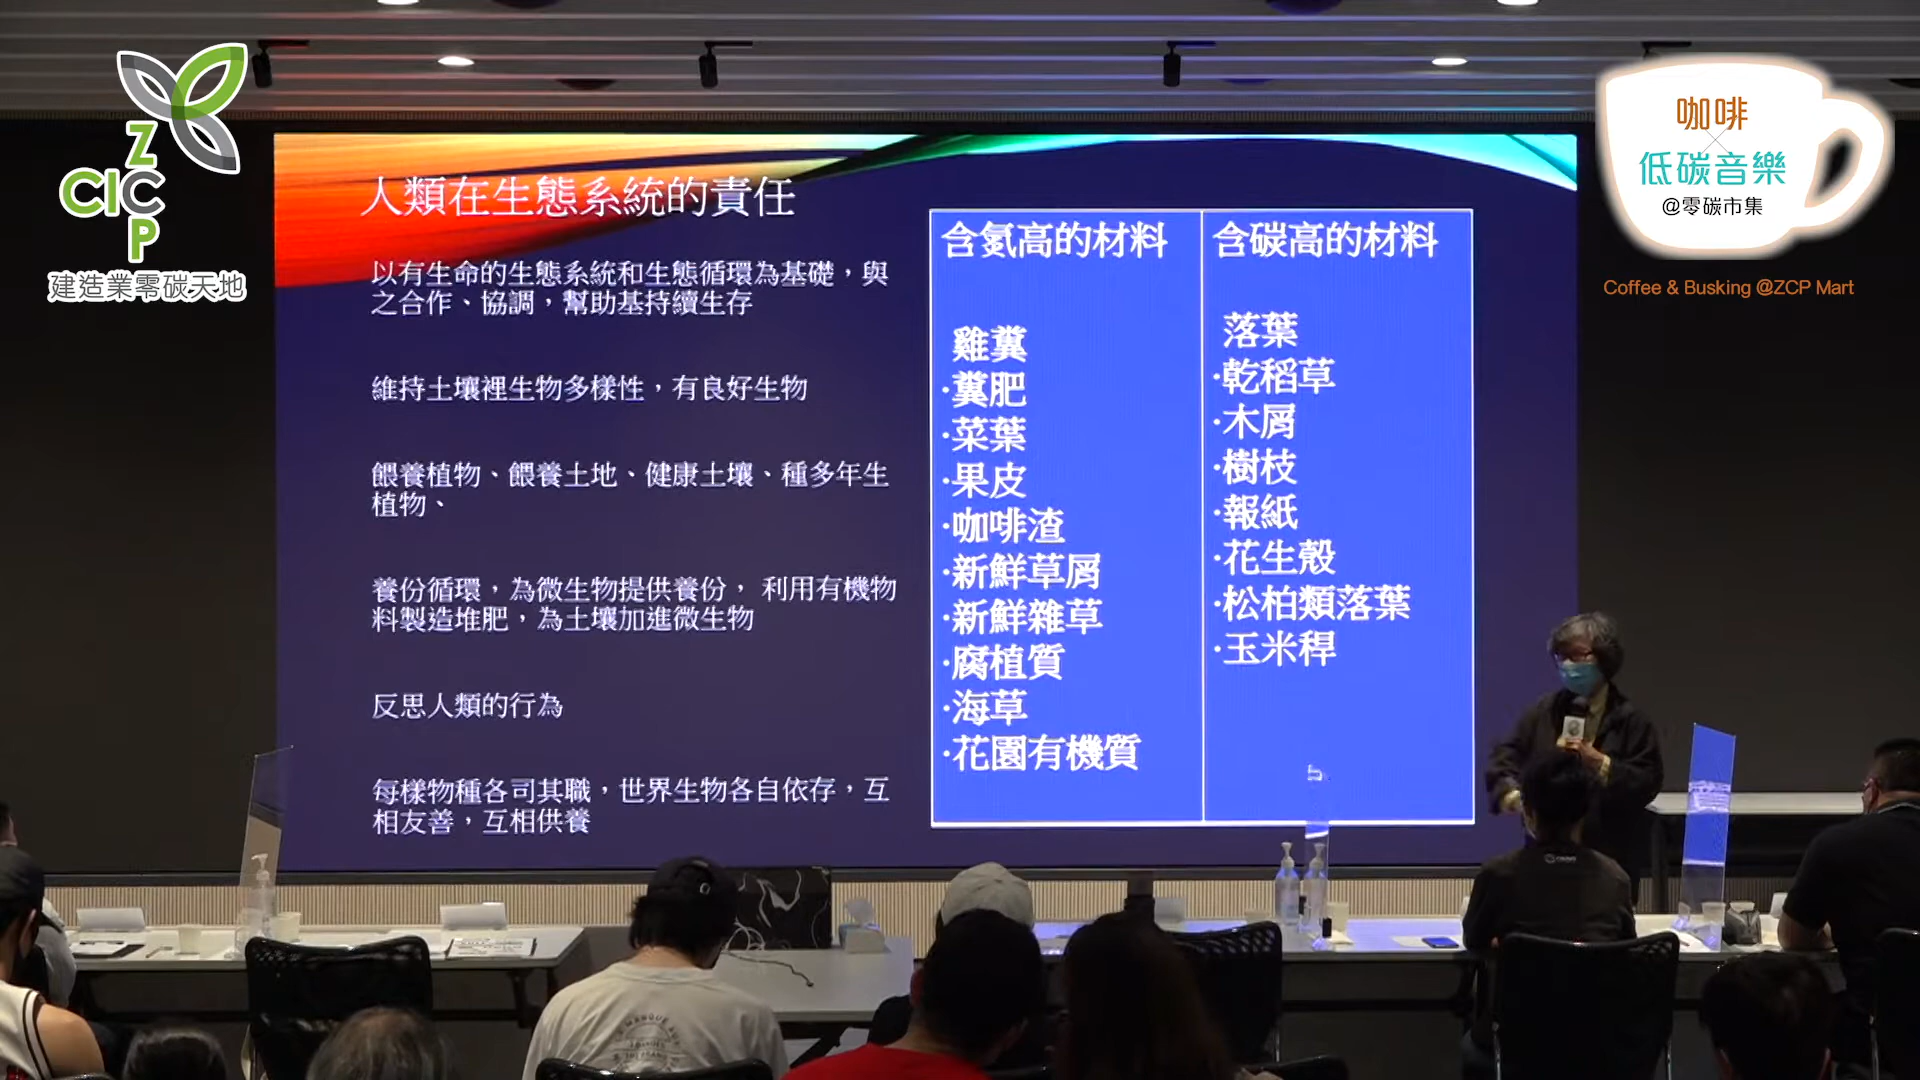 Z
CIC
P
建造業零碳天地
咖啡
×
低碳音樂
@零碳市集
Coffee & Busking @ZCP Mart
人類在生態系統的責任
以有生命的生態系統和生態循環為基礎，與
之合作、協調，幫助基持續生存
維持土壤裡生物多樣性，有良好生物
餵養植物、餵養土地、健康土壤、種多年生
植物、
養份循環，為微生物提供養份， 利用有機物
料製造堆肥，為土壤加進微生物
反思人類的行為
每樣物種各司其職，世界生物各自依存，互
相友善，互相供養
含氮高的材料
雞糞
·糞肥
·菜葉
·果皮
·咖啡渣
·新鮮草屑
·新鮮雜草
·腐植質
·海草
·花園有機質
含碳高的材料
落葉
·乾稻草
·木屑
·樹枝
·報紙
·花生殼
·松柏類落葉
·玉米稈